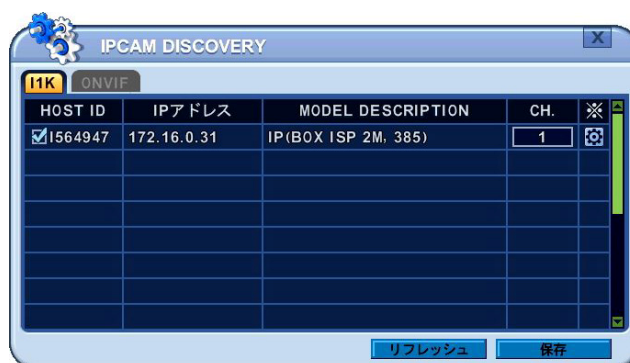 IPCAM DISCOVERY
X
I1K ONVIF
HOST ID IPアドレス MODEL DESCRIPTION CH. ※
I564947 172.16.0.31 IP(BOX ISP 2M, 385) 1
リフレッシュ 保存